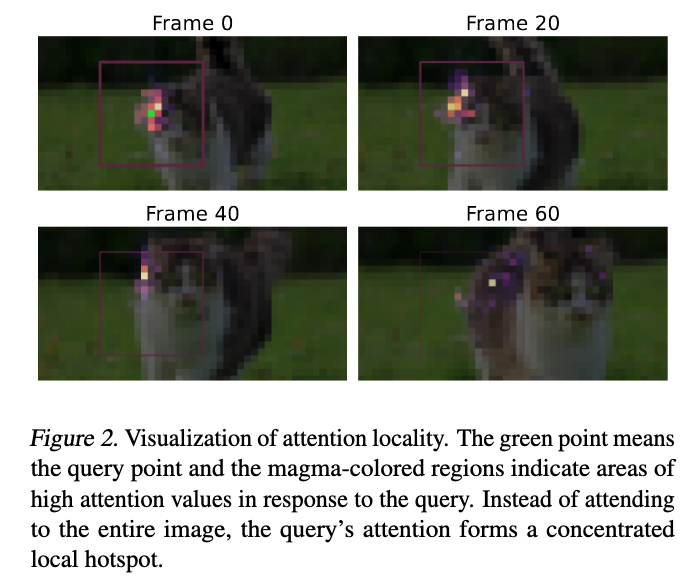 Frame 0
Frame 20
Frame 40
Frame 60
Figure 2. Visualization of attention locality. The green point means
the query point and the magma-colored regions indicate areas of
high attention values in response to the query. Instead of attending
to the entire image, the query's attention forms a concentrated
local hotspot.